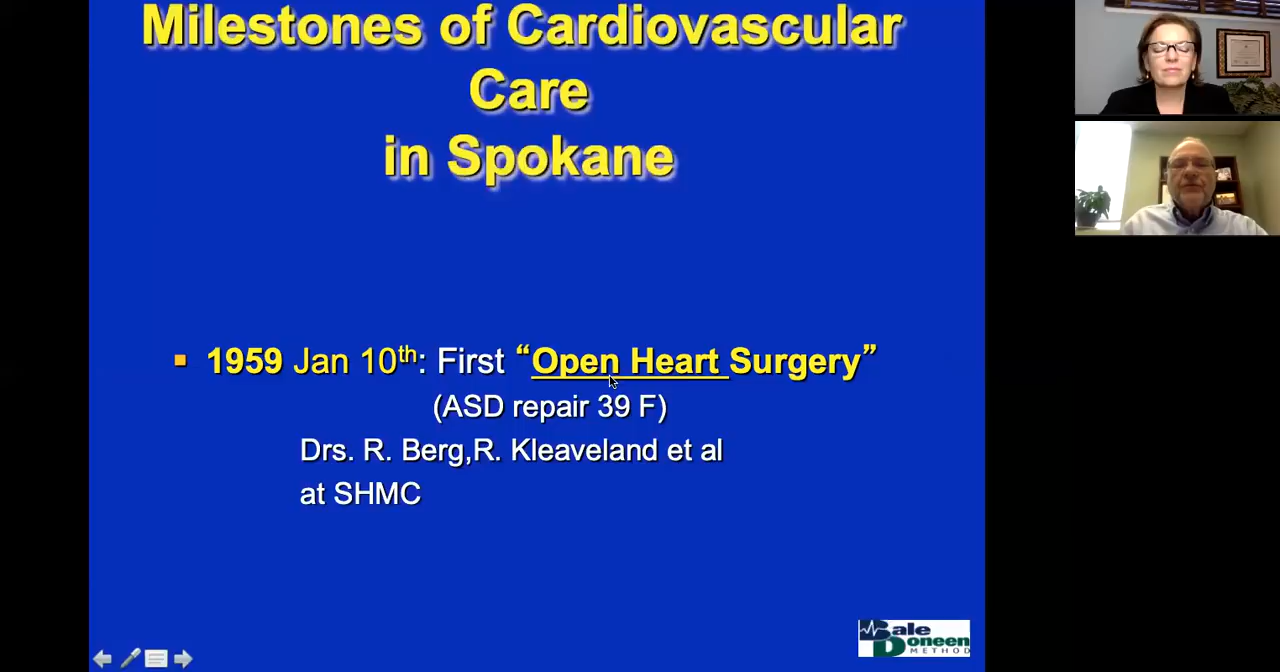 Milestones of Cardiovascular
Care
in Spokane
▪ 1959 Jan 10th: First “Open Heart Surgery”
(ASD repair 39 F)
Drs. R. Berg,R. Kleaveland et al
at SHMC
Bale
Doneen
METHOD